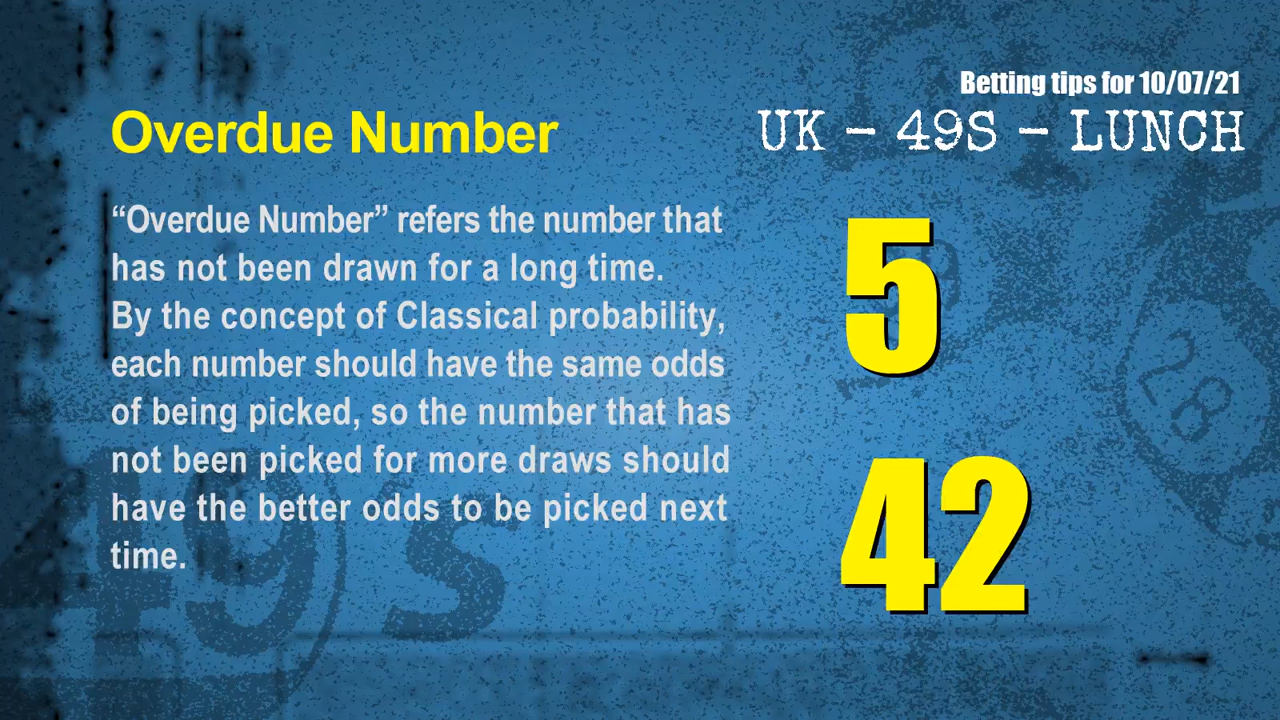 Betting tips for 10/07/21
Overdue Number
UK - 49S - LUNCH
“Overdue Number” refers the number that
has not been drawn for a long time.
By the concept of Classical probability,
each number should have the same odds
of being picked, so the number that has
not been picked for more draws should
have the better odds to be picked next
time.
5
42
49's
28